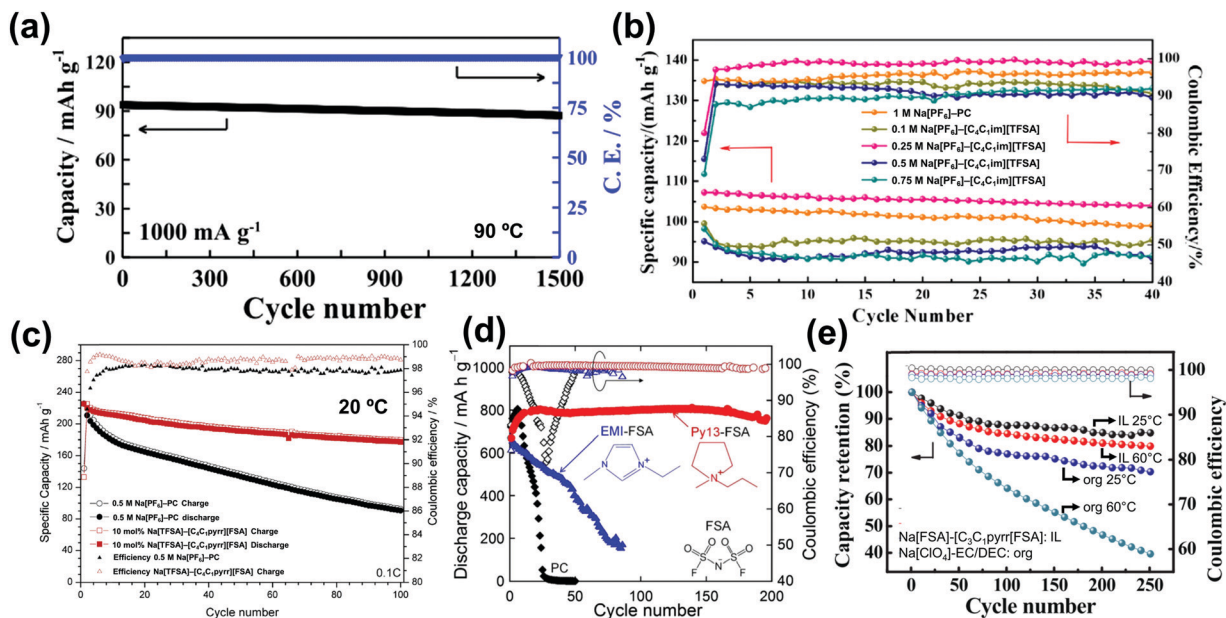 (a)
120
90
60
30
0
Capacity / mAh g⁻¹
100
75
50
25
0
C. E. / %
1000 mA g⁻¹
90 ºC
0 300 600 900 1200 1500
Cycle number
(b)
140
135
130
125
120
115
110
105
100
95
90
Specific capacity/(mAh g⁻¹)
100
90
80
70
60
50
40
Coulombic Efficiency/%
1 M Na[PF₆]–PC
0.1 M Na[PF₆]–[C₄C₁im][TFSA]
0.25 M Na[PF₆]–[C₄C₁im][TFSA]
0.5 M Na[PF₆]–[C₄C₁im][TFSA]
0.75 M Na[PF₆]–[C₄C₁im][TFSA]
0 5 10 15 20 25 30 35 40
Cycle Number
(c)
280
240
200
160
120
80
40
0
Specific Capacity / mAh g⁻¹
100
98
96
94
92
90
88
86
84
82
80
Coulombic efficiency / %
20 ºC
0.5 M Na[PF₆]–PC Charge
0.5 M Na[PF₆]–PC discharge
10 mol% Na[TFSA]–[C₄C₁pyrr][FSA] Charge
10 mol% Na[TFSA]–[C₄C₁pyrr][FSA] Discharge
Efficiency 0.5 M Na[PF₆]–PC
Efficiency Na[TFSA]–[C₄C₁pyrr][FSA] Charge
0.1C
0 20 40 60 80 100
Cycle number
(d)
1000
800
600
400
200
0
Discharge capacity / mA h g⁻¹
100
90
80
70
60
50
40
Coulombic efficiency (%)
EMI-FSA
Py13-FSA
N
N
+
N
+
FSA
O O O O
S S
F N⁻ F
PC
0 50 100 150 200
Cycle number
(e)
100
90
80
70
60
50
40
Capacity retention (%)
100
90
80
70
60
Coulomb efficiency (%)
IL 25°C
IL 60°C
org 25°C
org 60°C
Na[FSA]-[C₃C₁pyrr[FSA]: IL
Na[ClO₄]-EC/DEC: org
0 50 100 150 200 250
Cycle number